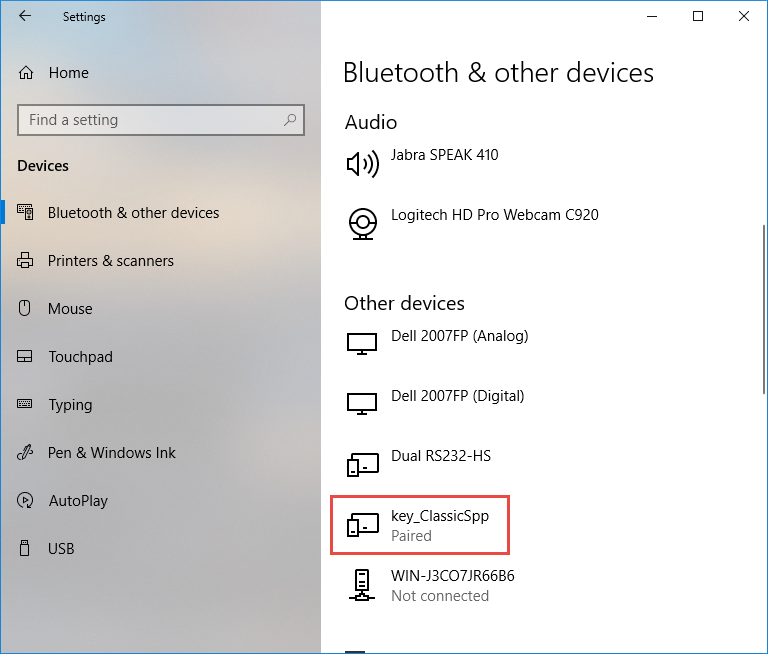 Settings
Home
Find a setting
Devices
Bluetooth & other devices
Printers & scanners
Mouse
Touchpad
Typing
Pen & Windows Ink
AutoPlay
USB
Bluetooth & other devices
Audio
Jabra SPEAK 410
Logitech HD Pro Webcam C920
Other devices
Dell 2007FP (Analog)
Dell 2007FP (Digital)
Dual RS232-HS
key_ClassicSpp
Paired
WIN-J3CO7JR66B6
Not connected